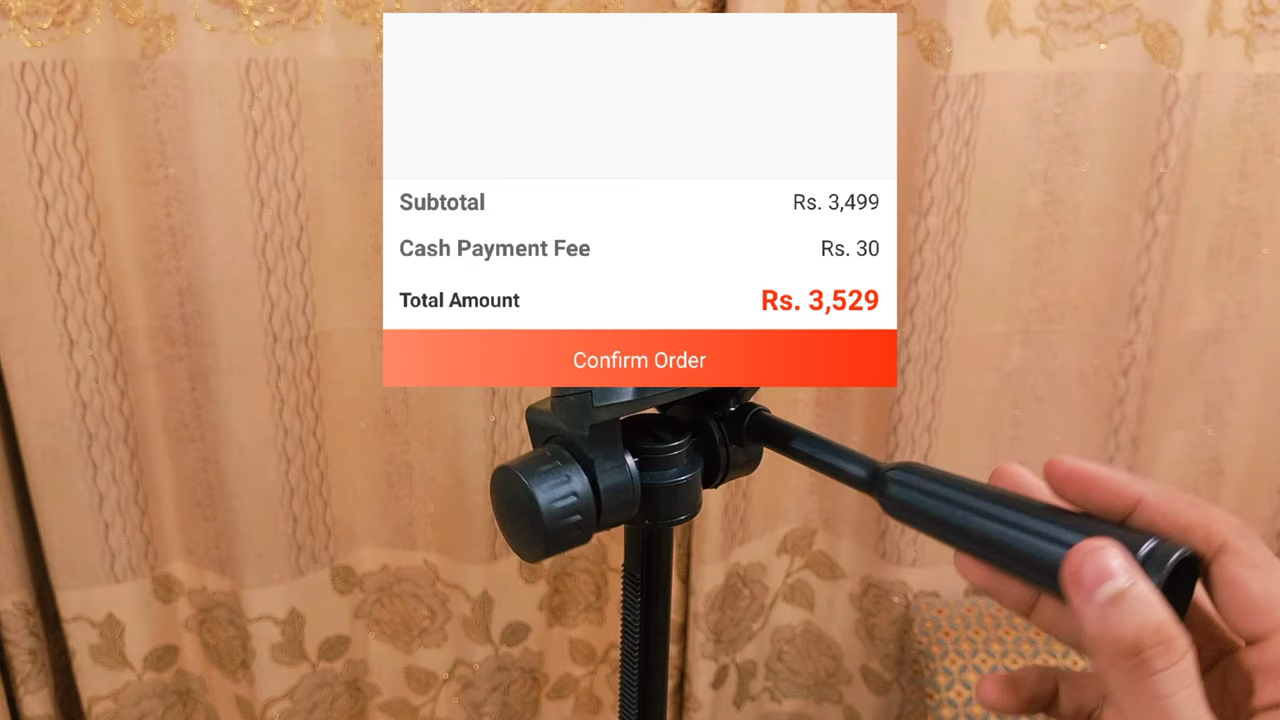 Subtotal Rs. 3,499
Cash Payment Fee Rs. 30
Total Amount Rs. 3,529
Confirm Order